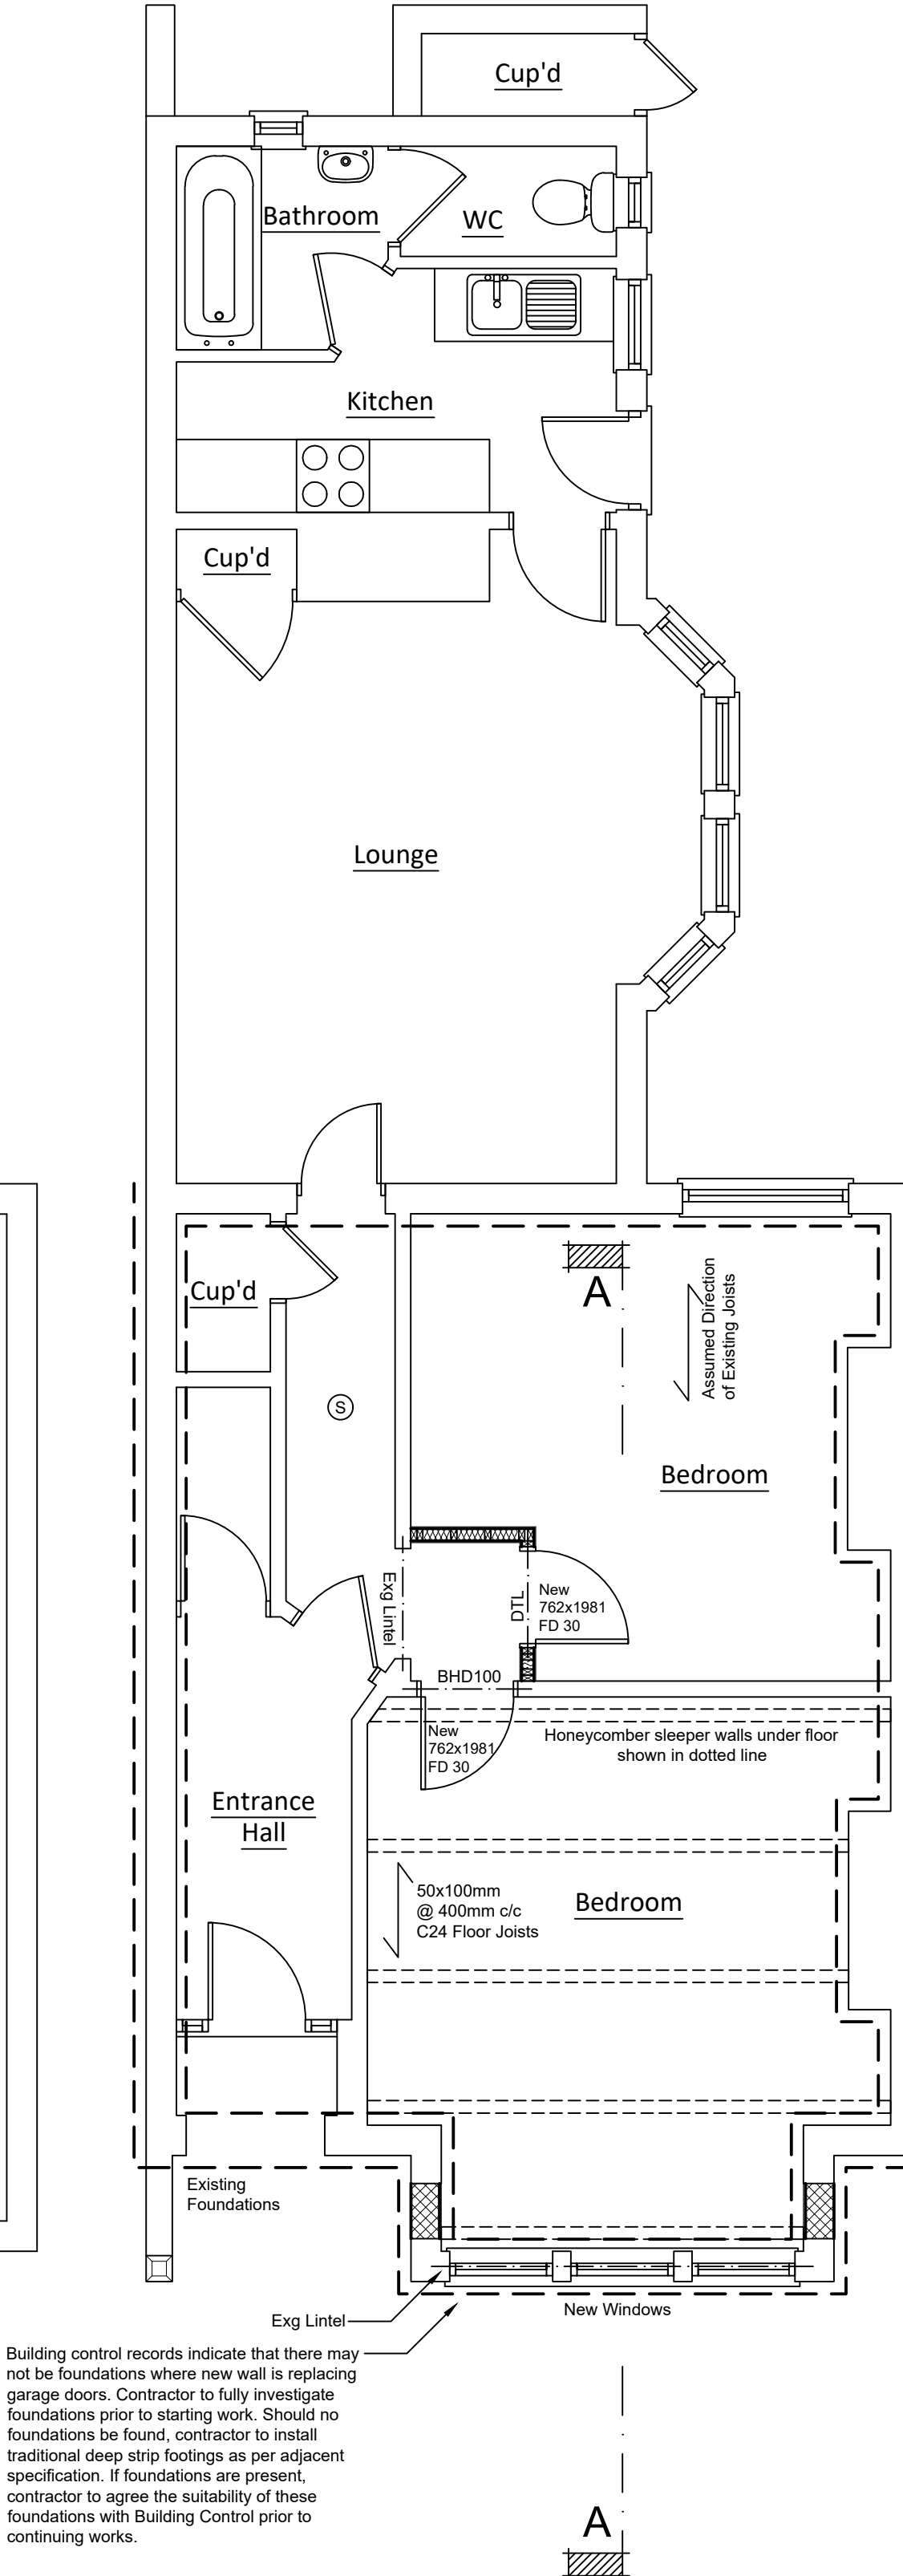 Cup'd
Bathroom
WC
Kitchen
Cup'd
Lounge
Cup'd
A
Assumed Direction
of Existing Joists
S
Bedroom
Exg Lintel
DTL
New
762x1981
FD 30
BHD100
New
762x1981
FD 30
Honeycomber sleeper walls under floor
shown in dotted line
Entrance
Hall
50x100mm
@ 400mm c/c
C24 Floor Joists
Bedroom
Existing
Foundations
Exg Lintel
New Windows
Building control records indicate that there may
not be foundations where new wall is replacing
garage doors. Contractor to fully investigate
foundations prior to starting work. Should no
foundations be found, contractor to install
traditional deep strip footings as per adjacent
specification. If foundations are present,
contractor to agree the suitability of these
foundations with Building Control prior to
continuing works.
A